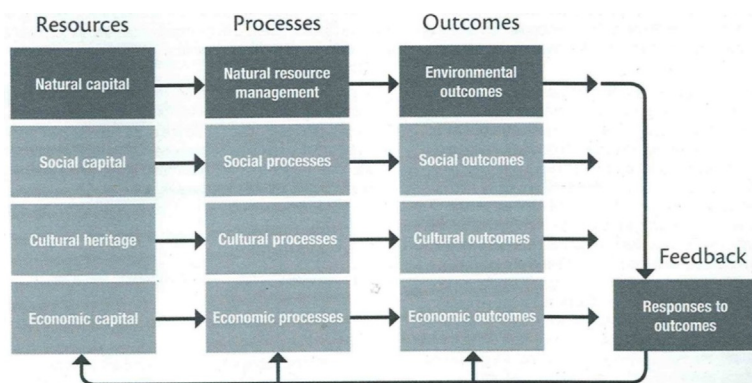 Resources
Processes
Outcomes
Natural capital
Natural resource
management
Environmental
outcomes
Social capital
Social processes
Social outcomes
Cultural heritage
Cultural processes
Cultural outcomes
Feedback
Economic capital
Economic processes
Economic outcomes
Responses to
outcomes